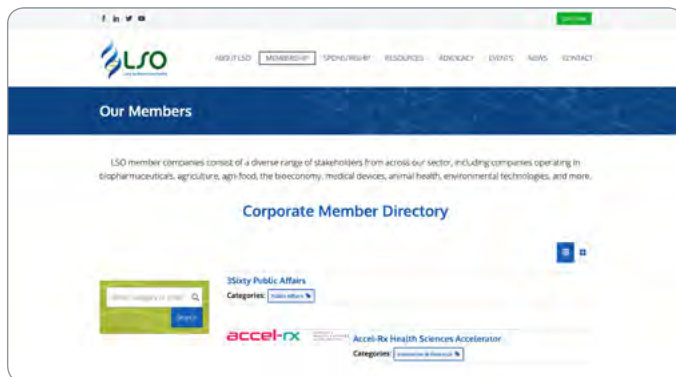 LSO
ABOUT LSO MEMBERSHIP SPONSORSHIP RESOURCES ADVOCACY EVENTS NEWS CONTACT
Our Members
LSO member companies consist of a diverse range of stakeholders from across our sector, including companies operating in
biopharmaceuticals, agriculture, agri-food, the bioeconomy, medical devices, animal health, environmental technologies, and more.
Corporate Member Directory
3Sixty Public Affairs
Categories: Public Affairs
Search
accel-rx
Accel-Rx Health Sciences Accelerator
Categories: